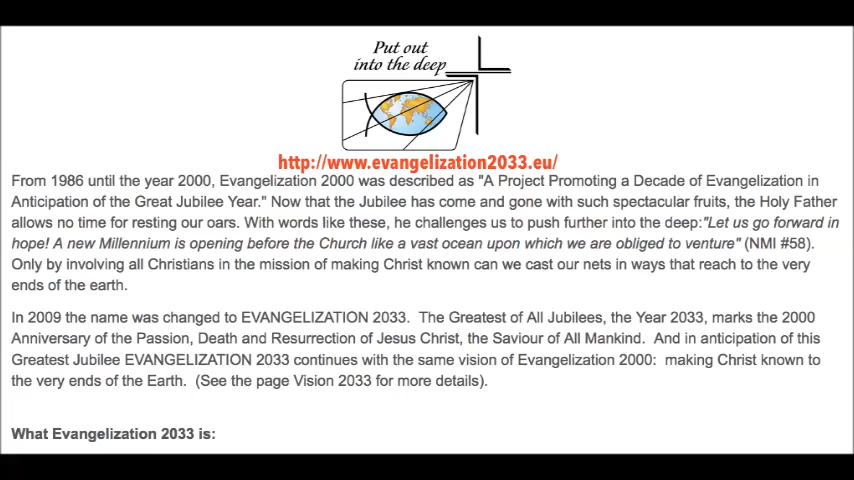 Put out
into the deep
http://www.evangelization2033.eu/
From 1986 until the year 2000, Evangelization 2000 was described as "A Project Promoting a Decade of Evangelization in
Anticipation of the Great Jubilee Year." Now that the Jubilee has come and gone with such spectacular fruits, the Holy Father
allows no time for resting our oars. With words like these, he challenges us to push further into the deep:"Let us go forward in
hope! A new Millennium is opening before the Church like a vast ocean upon which we are obliged to venture" (NMI #58).
Only by involving all Christians in the mission of making Christ known can we cast our nets in ways that reach to the very
ends of the earth.
In 2009 the name was changed to EVANGELIZATION 2033. The Greatest of All Jubilees, the Year 2033, marks the 2000
Anniversary of the Passion, Death and Resurrection of Jesus Christ, the Saviour of All Mankind. And in anticipation of this
Greatest Jubilee EVANGELIZATION 2033 continues with the same vision of Evangelization 2000: making Christ known to
the very ends of the Earth. (See the page Vision 2033 for more details).
What Evangelization 2033 is: